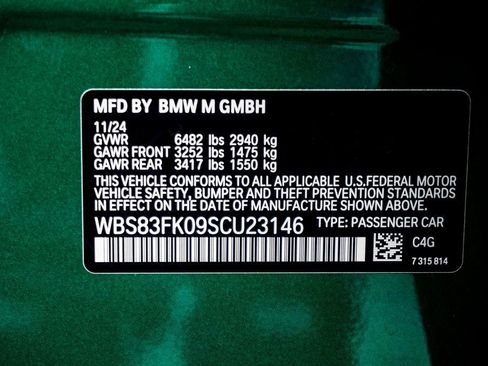 MFD BY BMW M GMBH
11/24
GVWR 6482 lbs 2940 kg
GAWR FRONT 3252 lbs 1475 kg
GAWR REAR 3417 lbs 1550 kg
THIS VEHICLE CONFORMS TO ALL APPLICABLE U.S.FEDERAL MOTOR
VEHICLE SAFETY, BUMPER AND THEFT PREVENTION STANDARDS
IN EFFECT ON THE DATE OF MANUFACTURE SHOWN ABOVE.
WBS83FK09SCU23146 TYPE: PASSENGER CAR
C4G
7 315 814